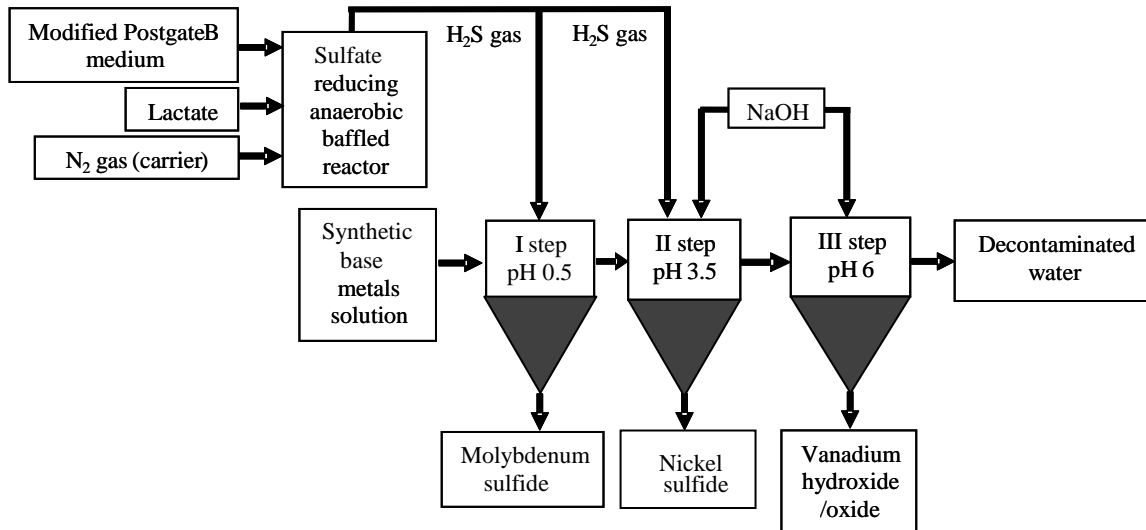 Modified PostgateB
medium
Lactate
N₂ gas (carrier)
Sulfate
reducing
anaerobic
baffled
reactor
H₂S gas
H₂S gas
NaOH
Synthetic
base
metals
solution
I step
pH 0.5
II step
pH 3.5
III step
pH 6
Decontaminated
water
Molybdenum
sulfide
Nickel
sulfide
Vanadium
hydroxide
/oxide